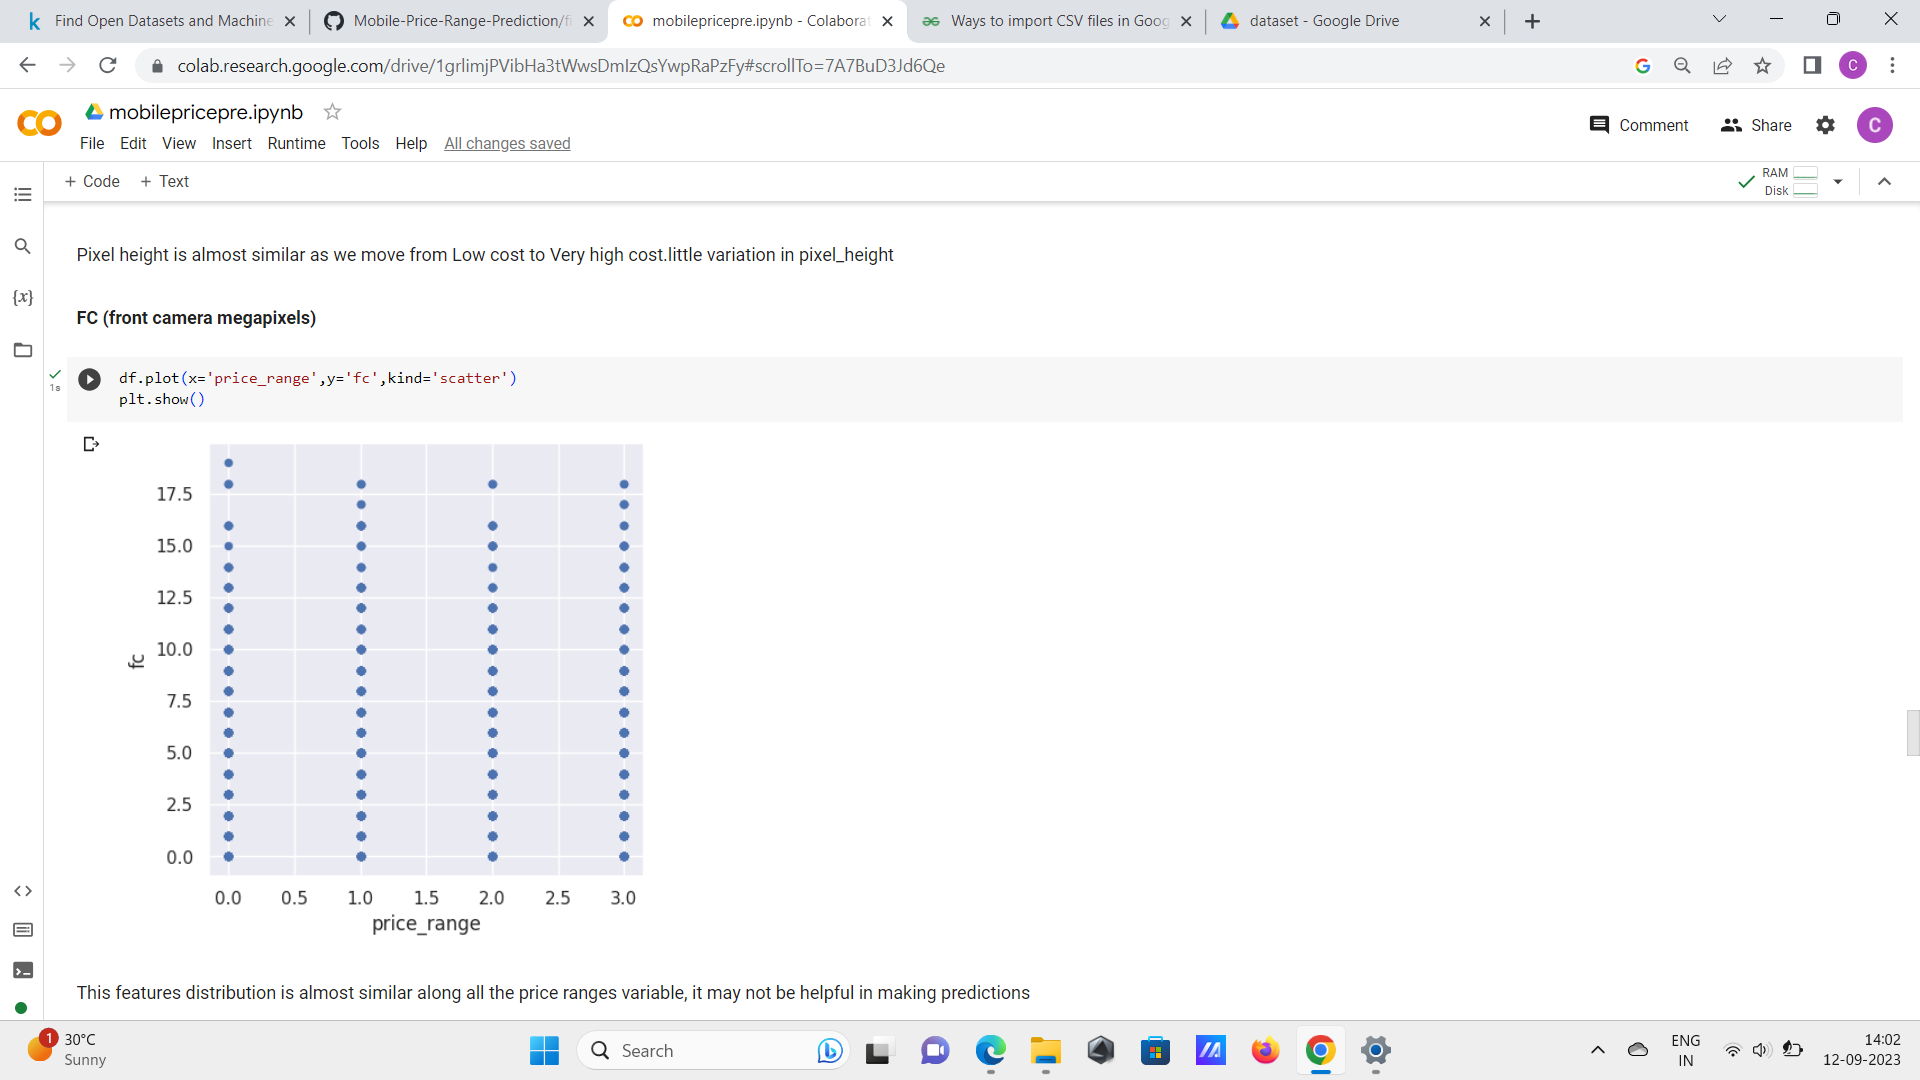 Find Open Datasets and Machine
Mobile-Price-Range-Prediction/fi
mobilepricepre.ipynb - Colaborat
Ways to import CSV files in Goog
dataset - Google Drive
colab.research.google.com/drive/1grlimjPVibHa3tWwsDmIzQsYwpRaPzFy#scrollTo=7A7BuD3Jd6Qe
C
mobilepricepre.ipynb
File Edit View Insert Runtime Tools Help All changes saved
Comment
Share
C
+ Code + Text
RAM
Disk
Pixel height is almost similar as we move from Low cost to Very high cost.little variation in pixel_height
FC (front camera megapixels)
{x}
1s
df.plot(x='price_range',y='fc',kind='scatter')
plt.show()
17.5
15.0
12.5
10.0
7.5
5.0
2.5
0.0
fc
0.0 0.5 1.0 1.5 2.0 2.5 3.0
price_range
This features distribution is almost similar along all the price ranges variable, it may not be helpful in making predictions
1
30°C
Sunny
Search
ENG
IN
14:02
12-09-2023